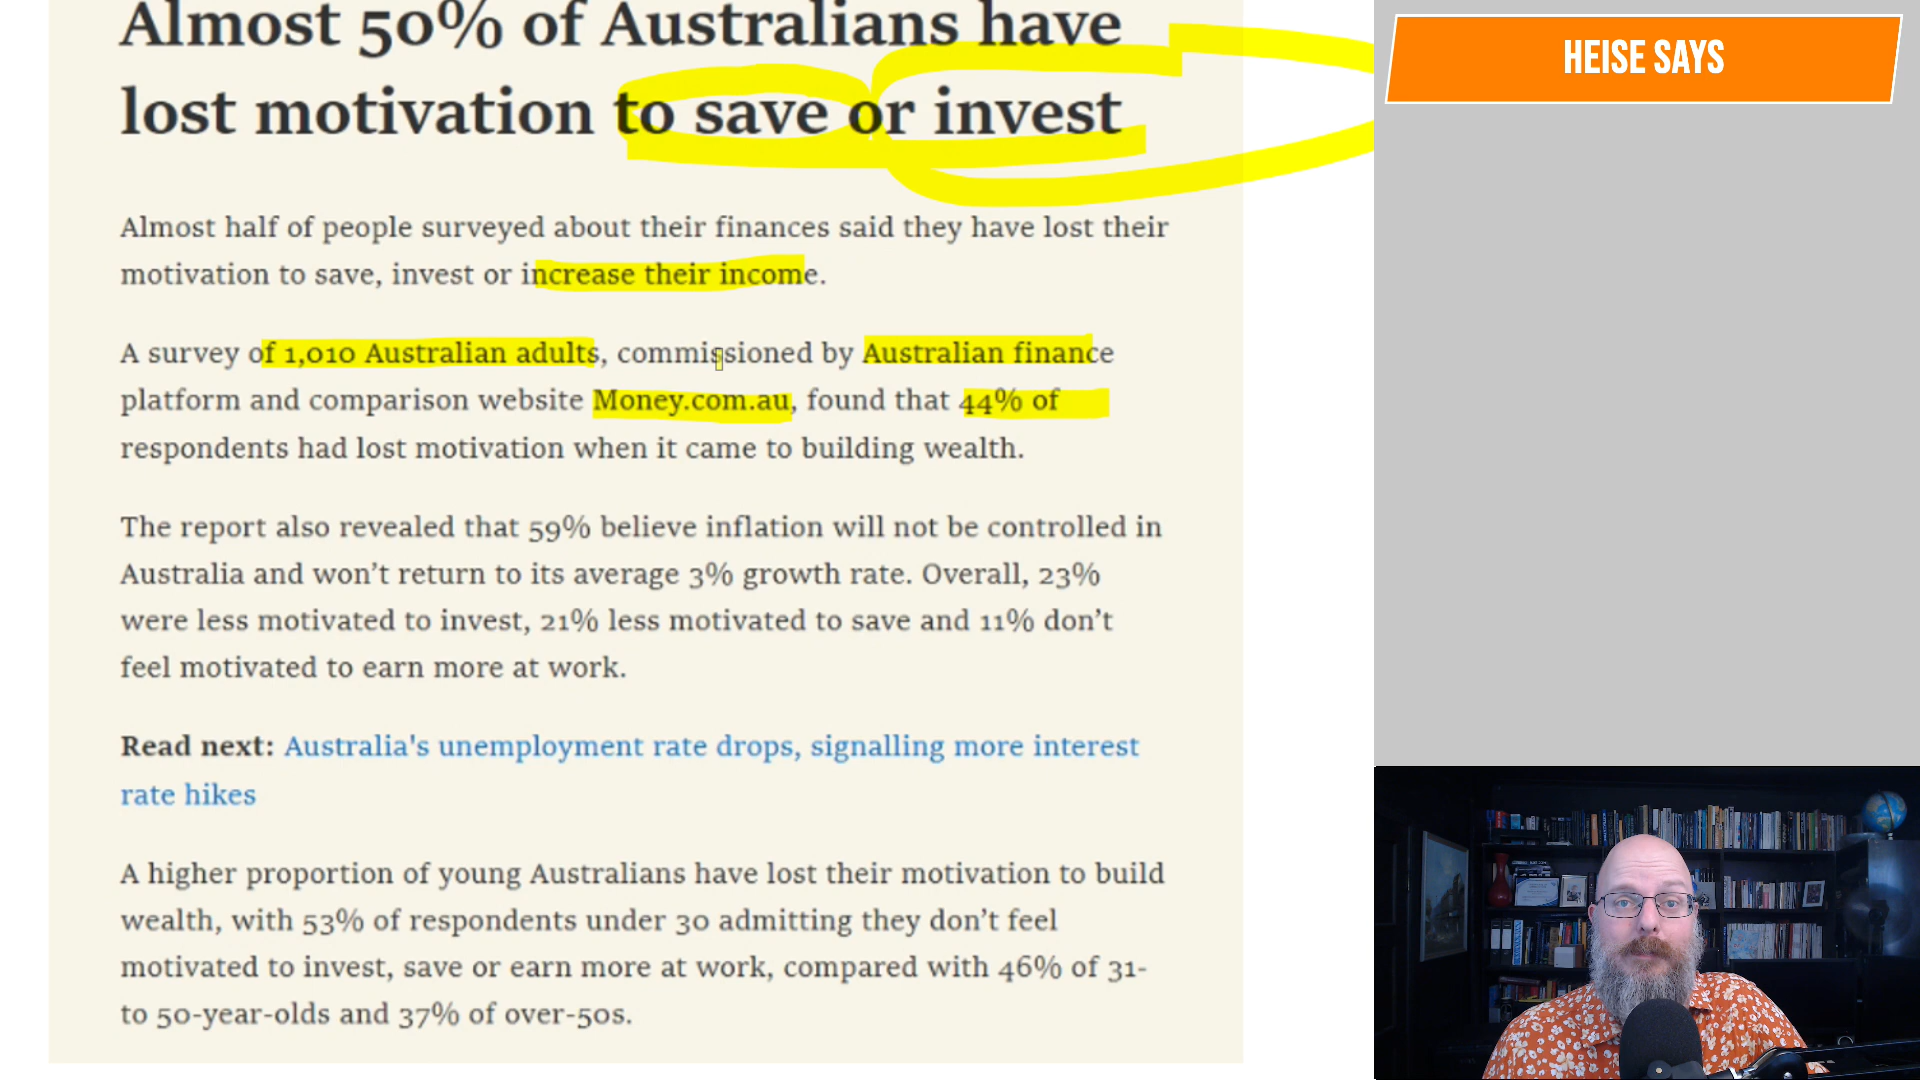 Almost 50% of Australians have
lost motivation to save or invest
Almost half of people surveyed about their finances said they have lost their
motivation to save, invest or increase their income.
A survey of 1,010 Australian adults, commissioned by Australian finance
platform and comparison website Money.com.au, found that 44% of
respondents had lost motivation when it came to building wealth.
The report also revealed that 59% believe inflation will not be controlled in
Australia and won’t return to its average 3% growth rate. Overall, 23%
were less motivated to invest, 21% less motivated to save and 11% don’t
feel motivated to earn more at work.
Read next: Australia's unemployment rate drops, signalling more interest
rate hikes
A higher proportion of young Australians have lost their motivation to build
wealth, with 53% of respondents under 30 admitting they don’t feel
motivated to invest, save or earn more at work, compared with 46% of 31-
to 50-year-olds and 37% of over-50s.
HEISE SAYS